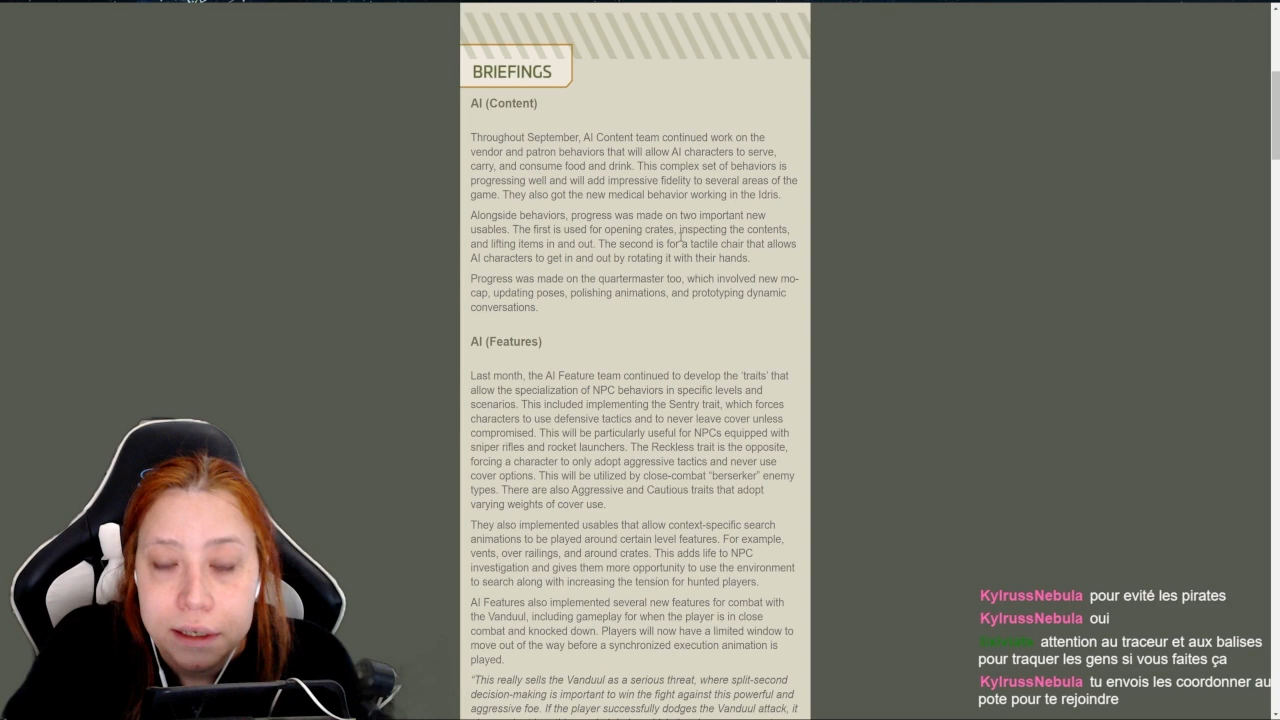 BRIEFINGS
AI (Content)
Throughout September, AI Content team continued work on the
vendor and patron behaviors that will allow AI characters to serve,
carry, and consume food and drink. This complex set of behaviors is
progressing well and will add impressive fidelity to several areas of the
game. They also got the new medical behavior working in the Idris.
Alongside behaviors, progress was made on two important new
usables. The first is used for opening crates, inspecting the contents,
and lifting items in and out. The second is for a tactile chair that allows
AI characters to get in and out by rotating it with their hands.
Progress was made on the quartermaster too, which involved new mo-
cap, updating poses, polishing animations, and prototyping dynamic
conversations.
AI (Features)
Last month, the AI Feature team continued to develop the 'traits' that
allow the specialization of NPC behaviors in specific levels and
scenarios. This included implementing the Sentry trait, which forces
characters to use defensive tactics and to never leave cover unless
compromised. This will be particularly useful for NPCs equipped with
sniper rifles and rocket launchers. The Reckless trait is the opposite,
forcing a character to only adopt aggressive tactics and never use
cover options. This will be utilized by close-combat “berserker” enemy
types. There are also Aggressive and Cautious traits that adopt
varying weights of cover use.
They also implemented usables that allow context-specific search
animations to be played around certain level features. For example,
vents, over railings, and around crates. This adds life to NPC
investigation and gives them more opportunity to use the environment
to search along with increasing the tension for hunted players.
AI Features also implemented several new features for combat with
the Vanduul, including gameplay for when the player is in close
combat and knocked down. Players will now have a limited window to
move out of the way before a synchronized execution animation is
played.
“This really sells the Vanduul as a serious threat, where split-second
decision-making is important to win the fight against this powerful and
aggressive foe. If the player successfully dodges the Vanduul attack, it
KylrussNebula pour evité les pirates
KylrussNebula oui
attention au traceur et aux balises
pour traquer les gens si vous faites ça
KylrussNebula tu envois les coordonner au
pote pour te rejoindre